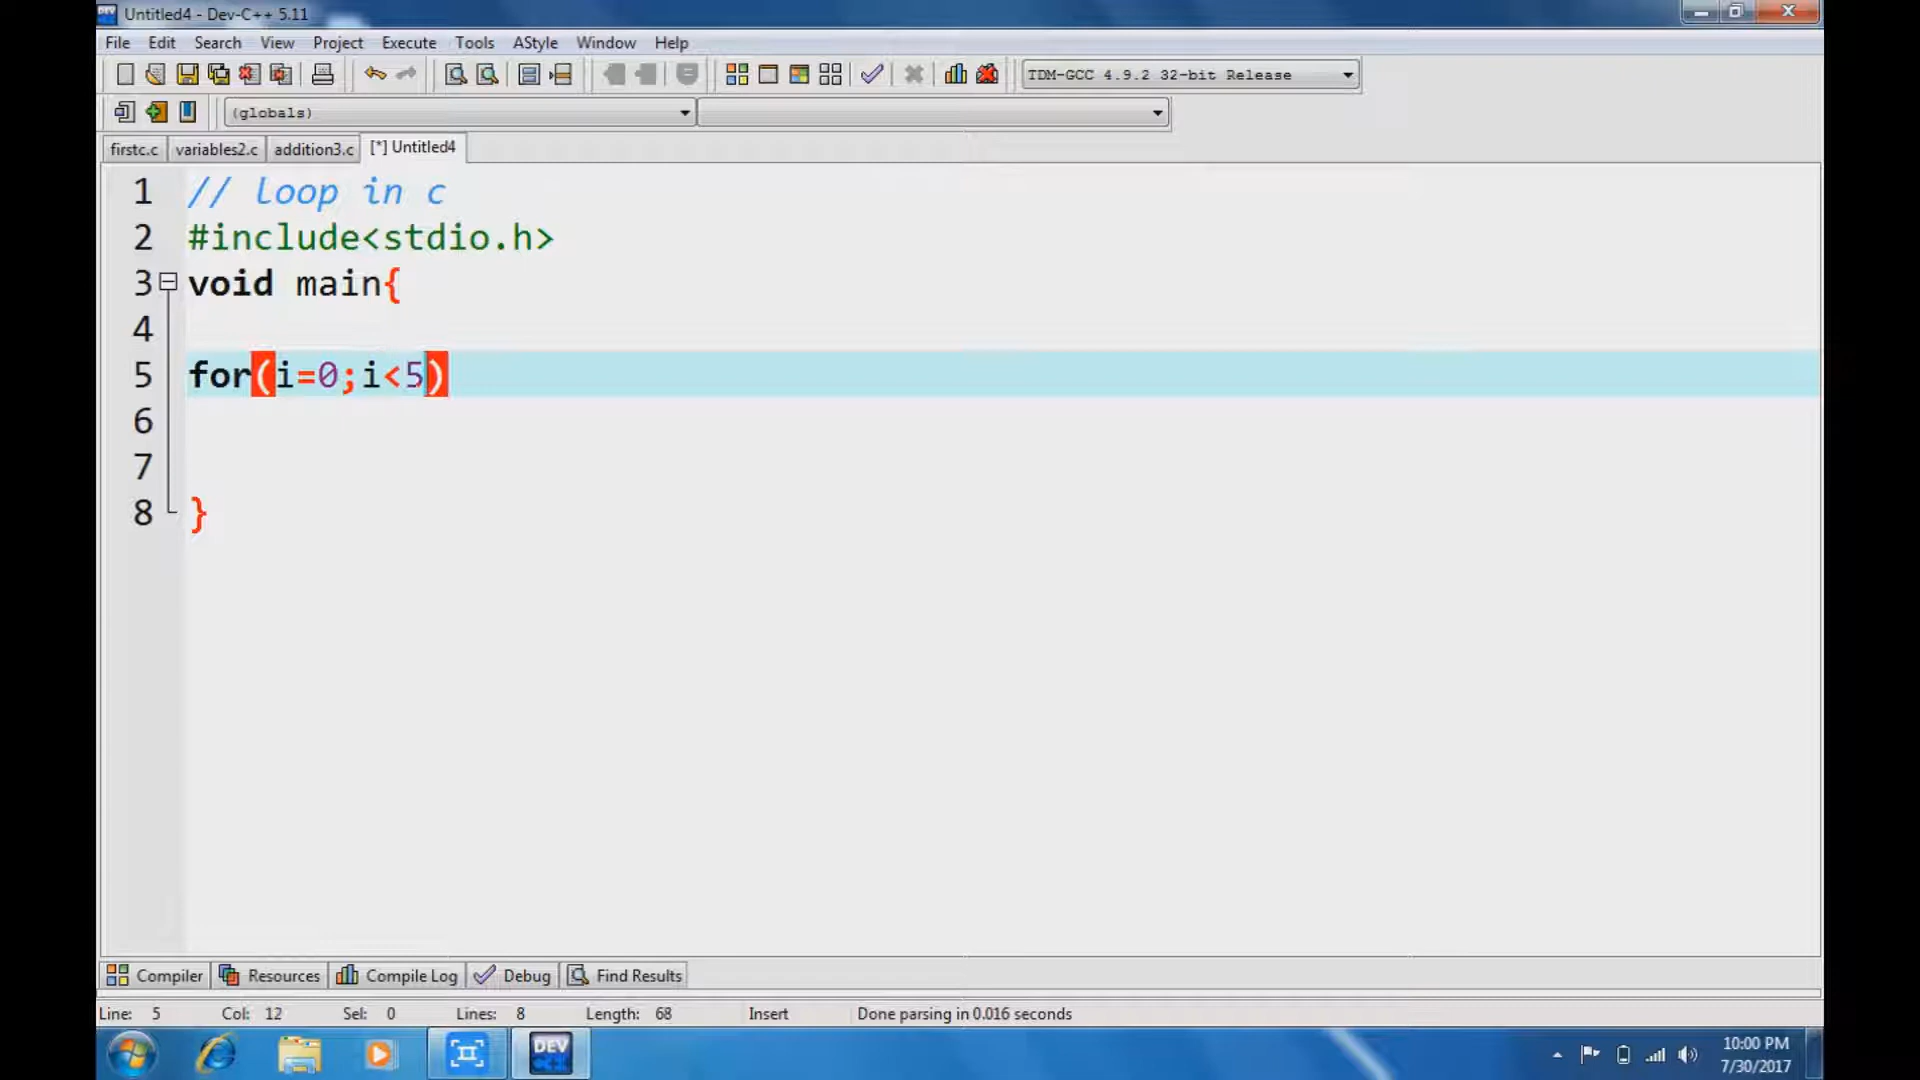 Untitled4 - Dev-C++ 5.11
File Edit Search View Project Execute Tools AStyle Window Help
TDM-GCC 4.9.2 32-bit Release
(globals)
firstc.c variables2.c addition3.c [*] Untitled4
1 // loop in c
2 #include<stdio.h>
3 void main{
4
5 for(i=0;i<5)
6
7
8 }
Compiler Resources Compile Log Debug Find Results
Line: 5 Col: 12 Sel: 0 Lines: 8 Length: 68 Insert Done parsing in 0.016 seconds
DEV
C++
10:00 PM
7/30/2017